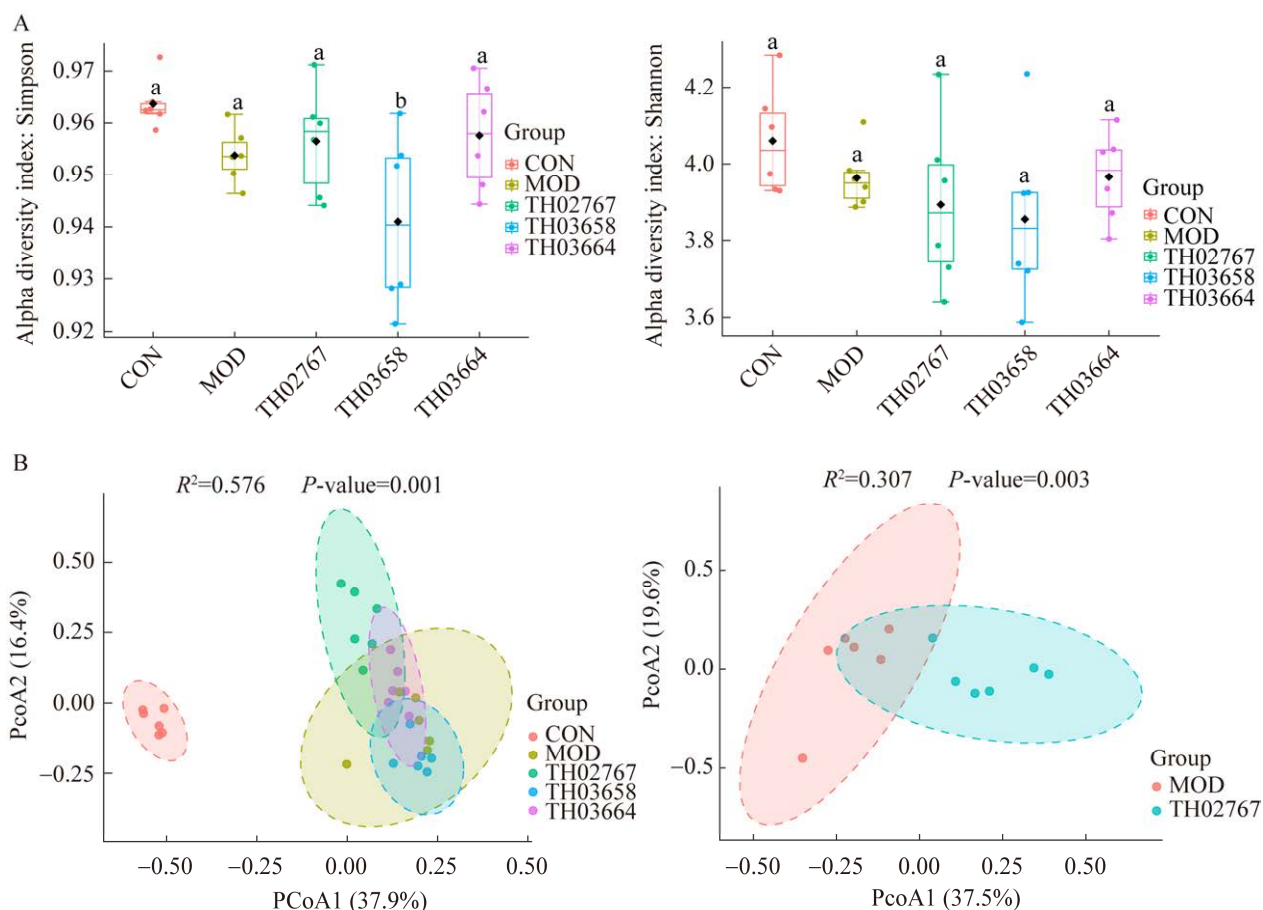 A
Alpha diversity index: Simpson
0.97
0.96
0.95
0.94
0.93
0.92
a
a
a
b
a
CON
MOD
TH02767
TH03658
TH03664
Group
CON
MOD
TH02767
TH03658
TH03664
Alpha diversity index: Shannon
4.2
4.0
3.8
3.6
a
a
a
a
a
CON
MOD
TH02767
TH03658
TH03664
Group
CON
MOD
TH02767
TH03658
TH03664
B
R²=0.576 P-value=0.001
PcoA2 (16.4%)
0.50
0.25
0.00
−0.25
−0.50 −0.25 0.00 0.25 0.50
PCoA1 (37.9%)
Group
CON
MOD
TH02767
TH03658
TH03664
R²=0.307 P-value=0.003
PcoA2 (19.6%)
0.5
0.0
−0.5
−0.50 −0.25 0.00 0.25 0.50
PcoA1 (37.5%)
Group
MOD
TH02767